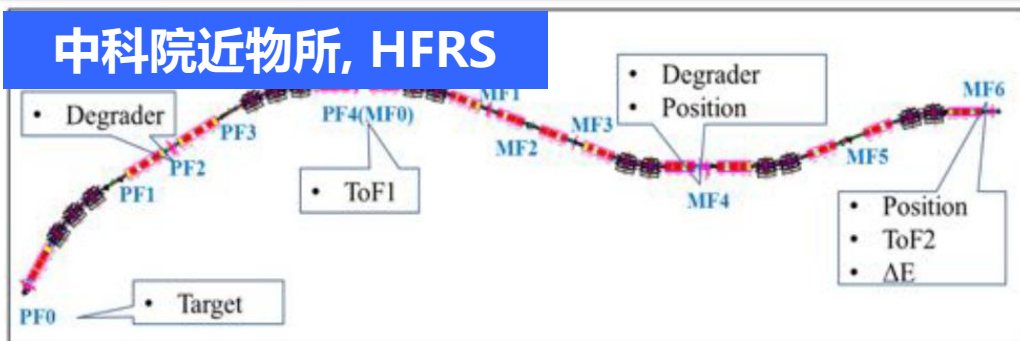 中科院近物所, HFRS
• Degrader
PF3
PF4(MF0)
MF1
• Degrader
• Position
MF6
PF2
PF1
MF2
MF3
MF5
• ToF1
MF4
• Position
• ToF2
• ΔE
• Target
PF0